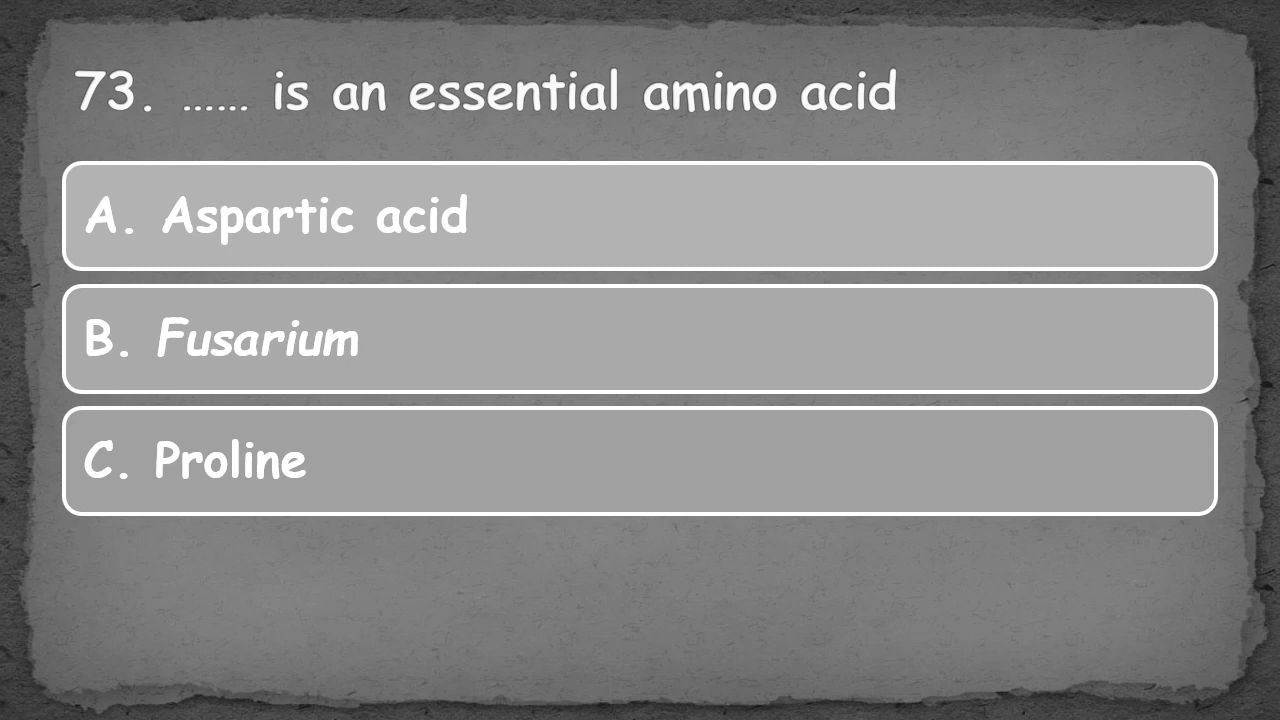 73. …… is an essential amino acid
A. Aspartic acid
B. Fusarium
C. Proline